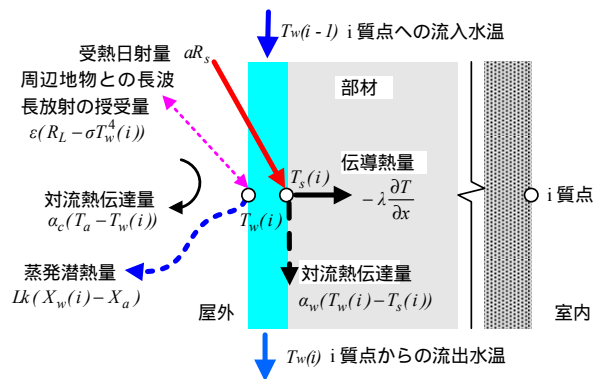 Tw(i - 1) i 質点への流入水温
受熱日射量 aRs
周辺地物との長波
長放射の授受量
ε(RL − σTw⁴(i))
部材
Ts(i)
伝導熱量
− λ ∂T/∂x
i 質点
対流熱伝達量
αc(Ta − Tw(i))
Tw(i)
蒸発潜熱量
lk(Xw(i) − Xa)
対流熱伝達量
αw(Tw(i) − Ts(i))
屋外
室内
Tw(i) i 質点からの流出水温